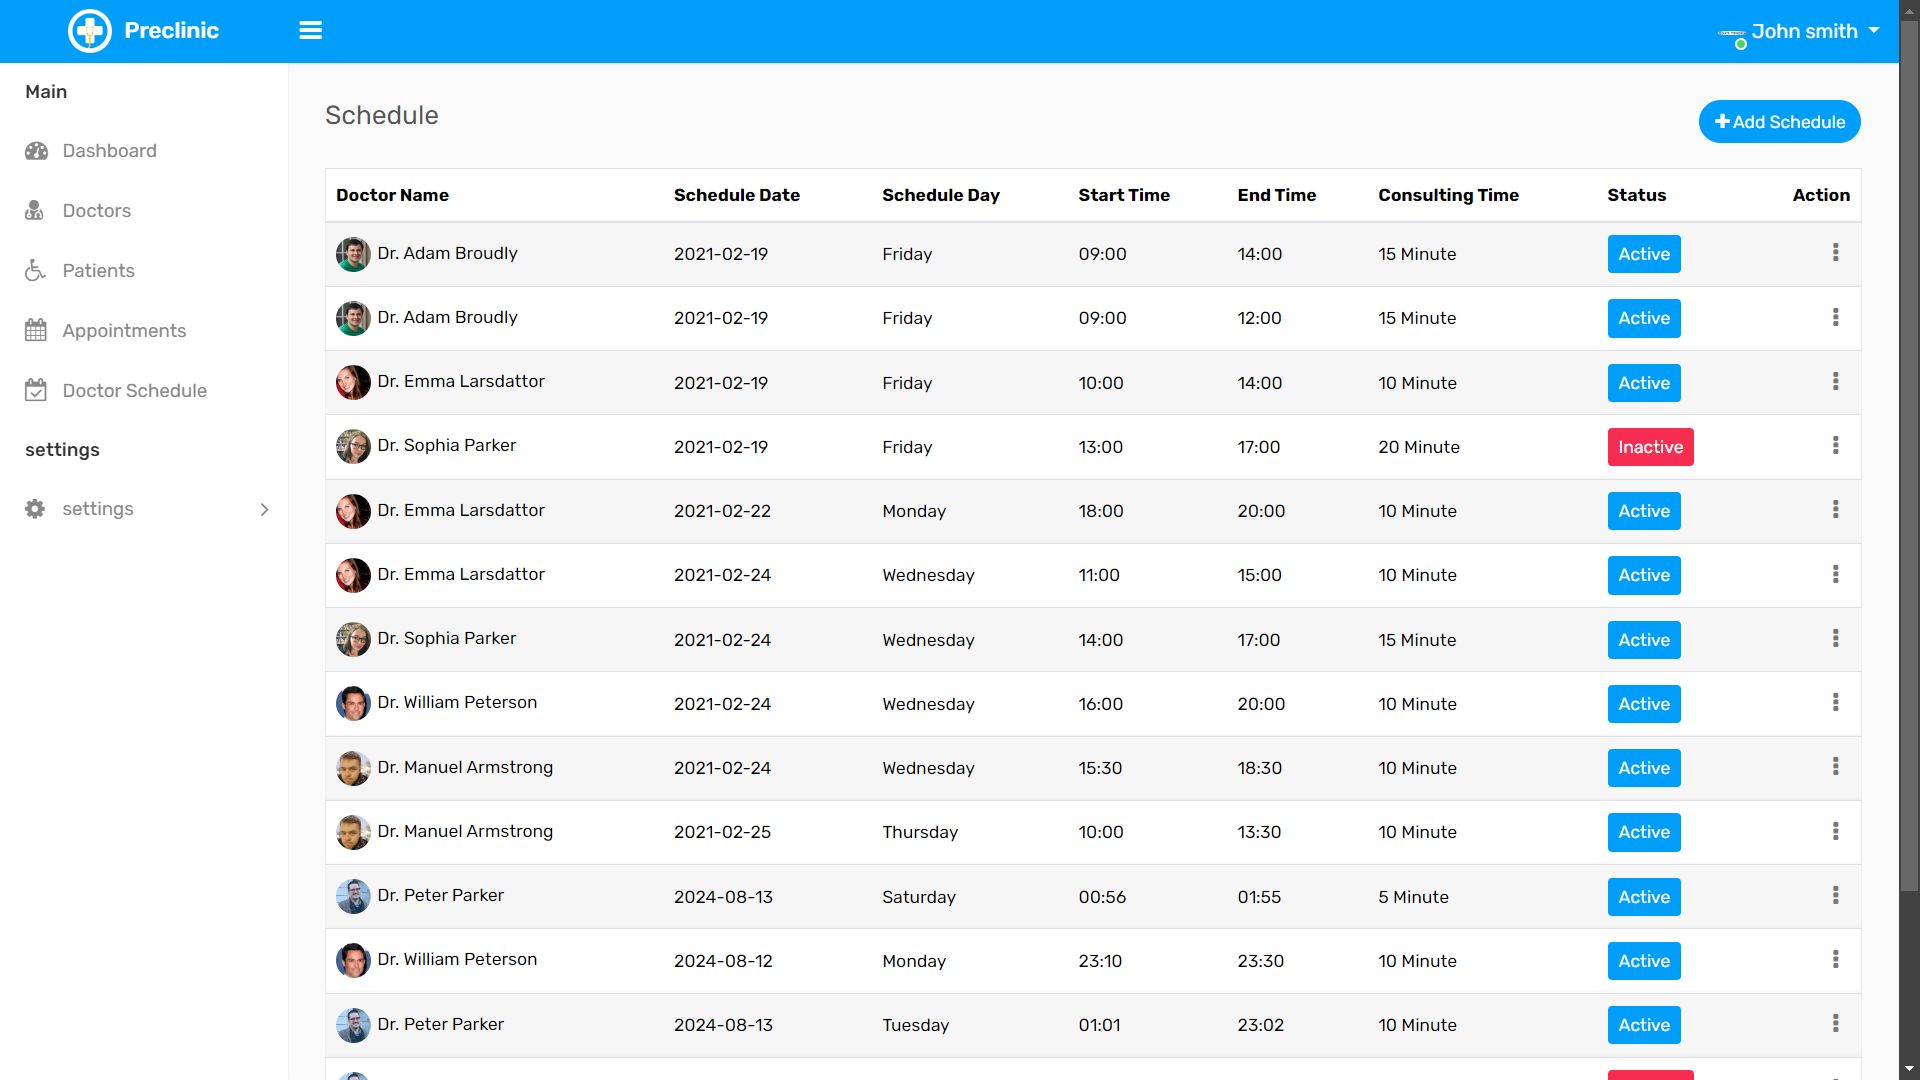 Preclinic
John smith
Main
Dashboard
Doctors
Patients
Appointments
Doctor Schedule
settings
settings
Schedule
Add Schedule
Doctor Name Schedule Date Schedule Day Start Time End Time Consulting Time Status Action
Dr. Adam Broudly 2021-02-19 Friday 09:00 14:00 15 Minute Active
Dr. Adam Broudly 2021-02-19 Friday 09:00 12:00 15 Minute Active
Dr. Emma Larsdattor 2021-02-19 Friday 10:00 14:00 10 Minute Active
Dr. Sophia Parker 2021-02-19 Friday 13:00 17:00 20 Minute Inactive
Dr. Emma Larsdattor 2021-02-22 Monday 18:00 20:00 10 Minute Active
Dr. Emma Larsdattor 2021-02-24 Wednesday 11:00 15:00 10 Minute Active
Dr. Sophia Parker 2021-02-24 Wednesday 14:00 17:00 15 Minute Active
Dr. William Peterson 2021-02-24 Wednesday 16:00 20:00 10 Minute Active
Dr. Manuel Armstrong 2021-02-24 Wednesday 15:30 18:30 10 Minute Active
Dr. Manuel Armstrong 2021-02-25 Thursday 10:00 13:30 10 Minute Active
Dr. Peter Parker 2024-08-13 Saturday 00:56 01:55 5 Minute Active
Dr. William Peterson 2024-08-12 Monday 23:10 23:30 10 Minute Active
Dr. Peter Parker 2024-08-13 Tuesday 01:01 23:02 10 Minute Active